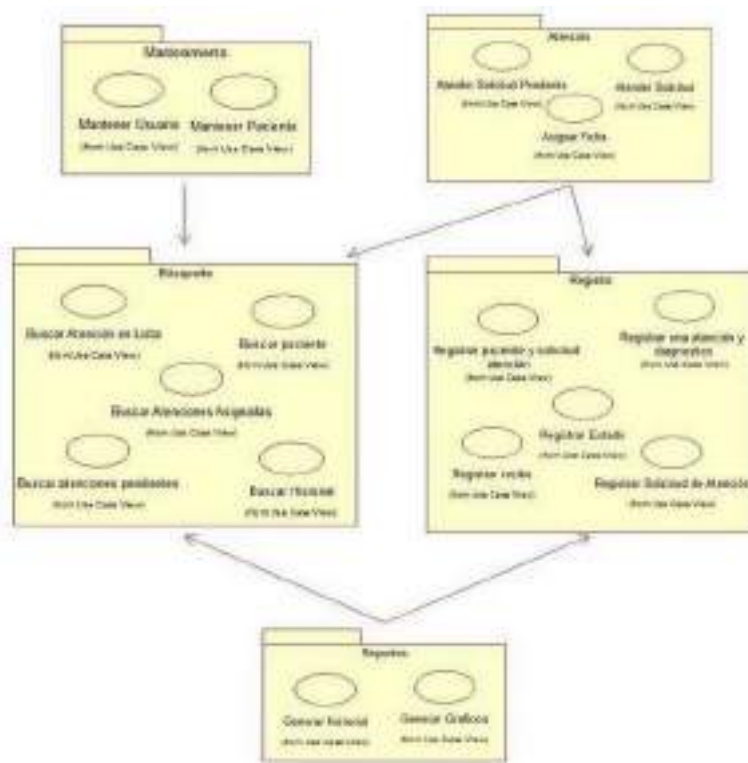 Mantenimiento
Mantener Usuario
(from Use Case View)
Mantener Paciente
(from Use Case View)
Atención
Atender Solicitud Pendiente
(from Use Case View)
Atender Solicitud
(from Use Case View)
Asignar Ficha
(from Use Case View)
Búsqueda
Buscar Atención en Lista
(from Use Case View)
Buscar paciente
(from Use Case View)
Buscar Atenciones Asignadas
(from Use Case View)
Buscar atenciones pendientes
(from Use Case View)
Buscar Historial
(from Use Case View)
Registro
Registrar paciente y solicitud
atención
(from Use Case View)
Registrar una atención y
diagnostico
(from Use Case View)
Registrar Estado
(from Use Case View)
Registrar
(from Use Case View)
Registrar Solicitud de Atención
(from Use Case View)
Reportes
Generar historial
(from Use Case View)
Generar Graficos
(from Use Case View)